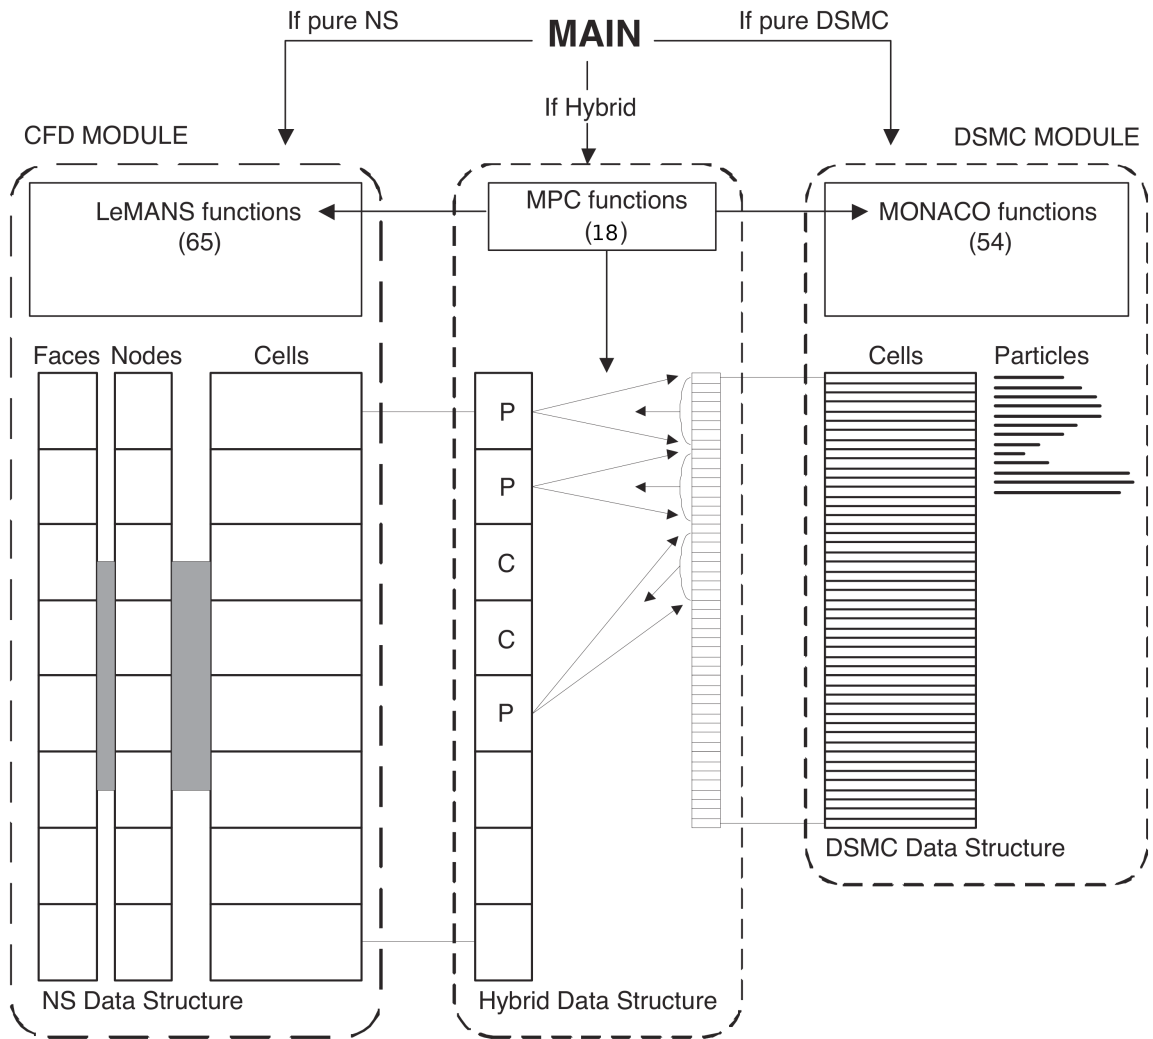 If pure NS
MAIN
If pure DSMC
If Hybrid
CFD MODULE
DSMC MODULE
LeMANS functions
(65)
MPC functions
(18)
MONACO functions
(54)
Faces
Nodes
Cells
Cells
Particles
P
P
C
C
P
NS Data Structure
Hybrid Data Structure
DSMC Data Structure